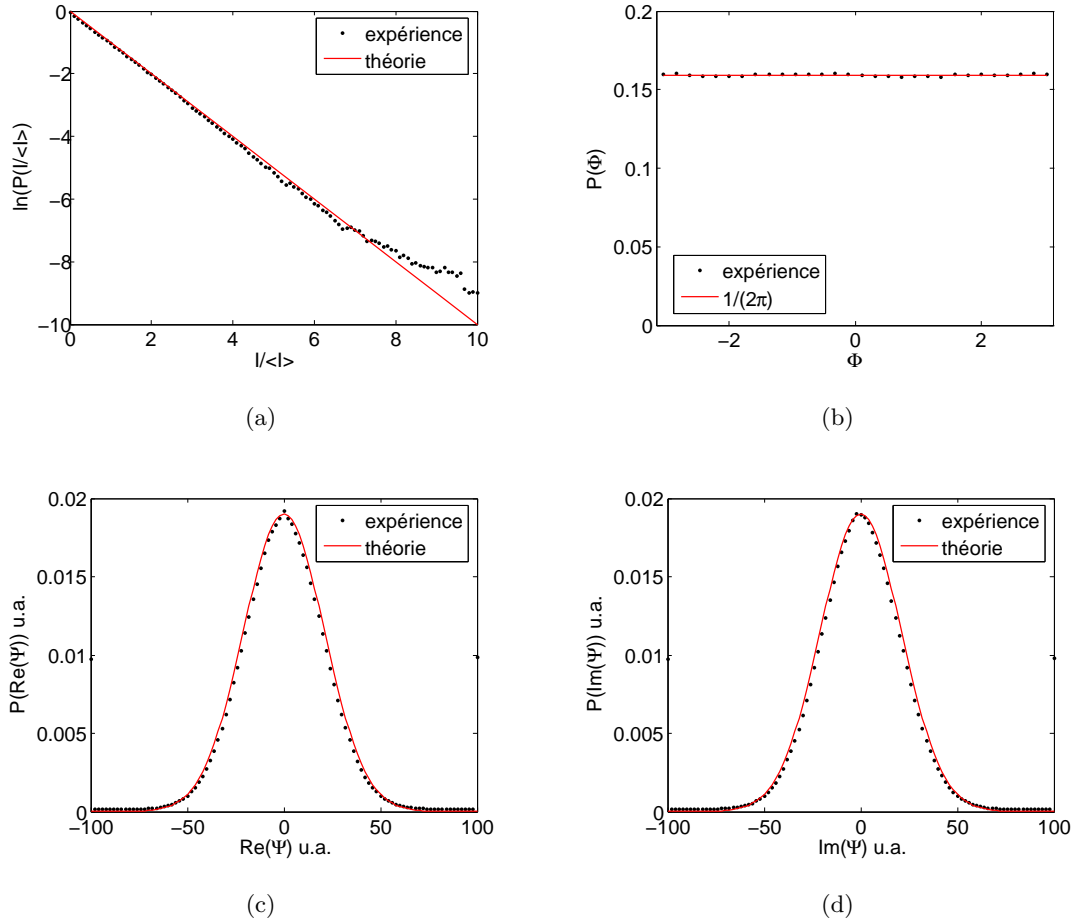 0
−2
−4
−6
−8
−10
ln(P(I/<I>)
expérience
théorie
0 2 4 6 8 10
I/<I>
(a)
0.2
0.15
0.1
0.05
0
P(Φ)
expérience
1/(2π)
−2 0 2
Φ
(b)
0.02
0.015
0.01
0.005
0
P(Re(Ψ)) u.a.
expérience
théorie
−100 −50 0 50 100
Re(Ψ) u.a.
(c)
0.02
0.015
0.01
0.005
0
P(Im(Ψ)) u.a.
expérience
théorie
−100 −50 0 50 100
Im(Ψ) u.a.
(d)